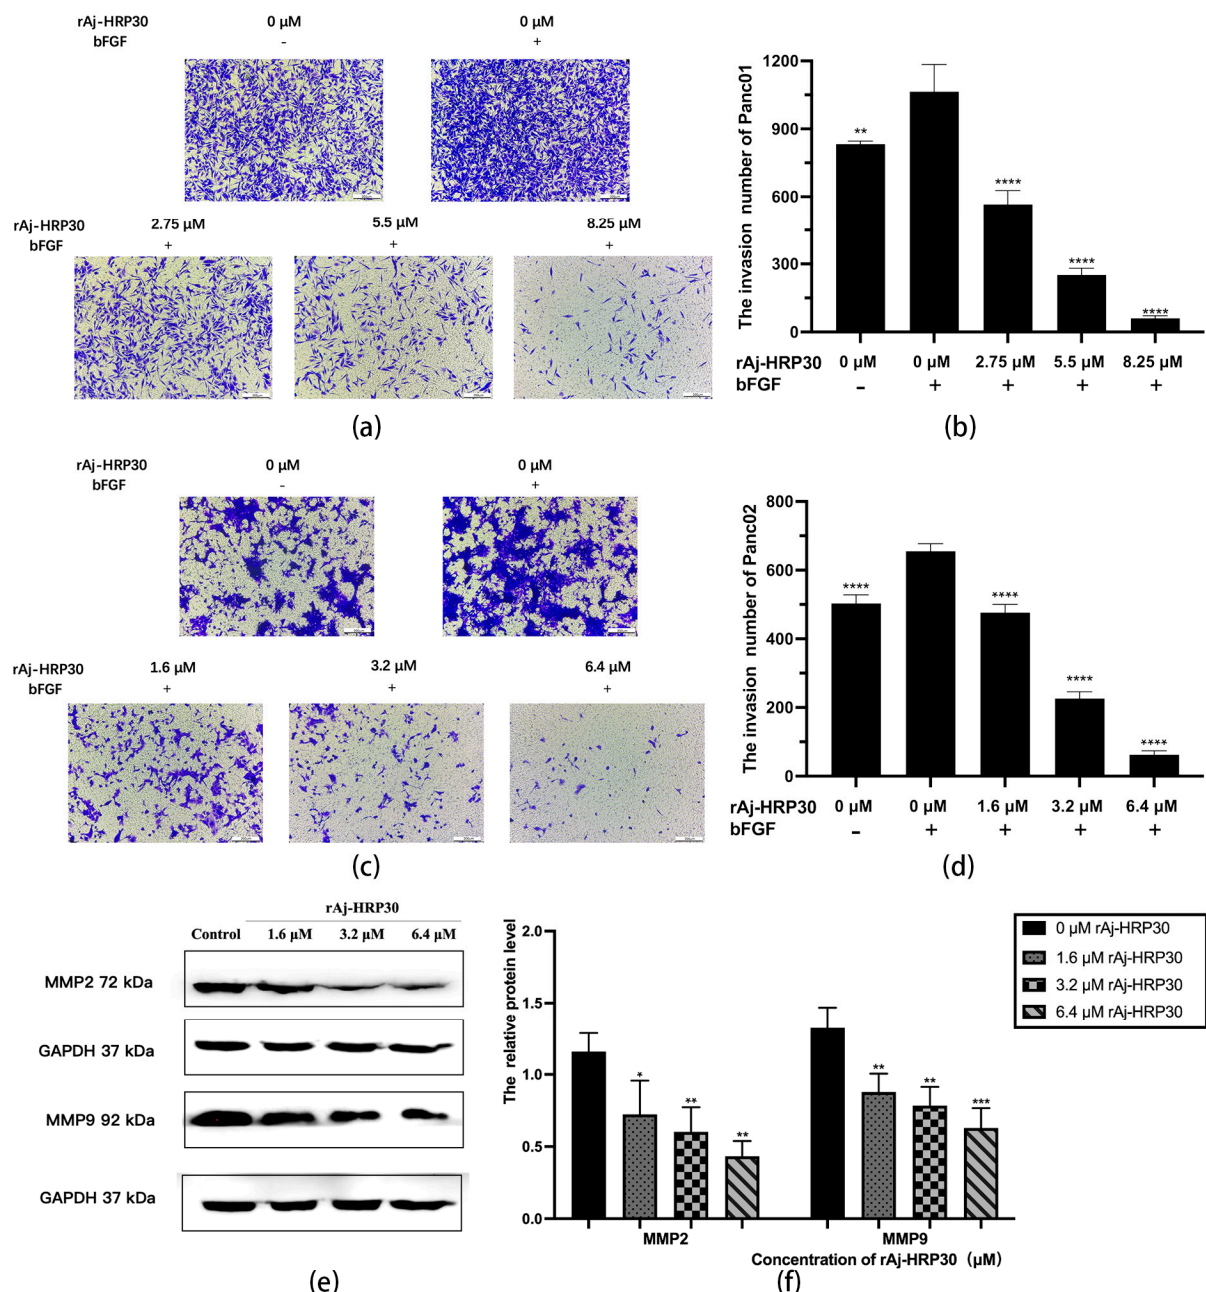 rAj-HRP30 0 μM 0 μM
bFGF - +
rAj-HRP30 2.75 μM 5.5 μM 8.25 μM
bFGF + + +
(a)
The invasion number of Panc01
1200
900
600
300
0
**
****
****
****
rAj-HRP30 0 μM 0 μM 2.75 μM 5.5 μM 8.25 μM
bFGF - + + + +
(b)
rAj-HRP30 0 μM 0 μM
bFGF - +
rAj-HRP30 1.6 μM 3.2 μM 6.4 μM
bFGF + + +
(c)
The invasion number of Panc02
800
600
400
200
0
****
****
****
****
rAj-HRP30 0 μM 0 μM 1.6 μM 3.2 μM 6.4 μM
bFGF - + + + +
(d)
rAj-HRP30
Control 1.6 μM 3.2 μM 6.4 μM
MMP2 72 kDa
GAPDH 37 kDa
MMP9 92 kDa
GAPDH 37 kDa
(e)
The relative protein level
2.0
1.5
1.0
0.5
0.0
* ** **
** ** ***
MMP2 MMP9
Concentration of rAj-HRP30 (μM)
0 μM rAj-HRP30
1.6 μM rAj-HRP30
3.2 μM rAj-HRP30
6.4 μM rAj-HRP30
(f)